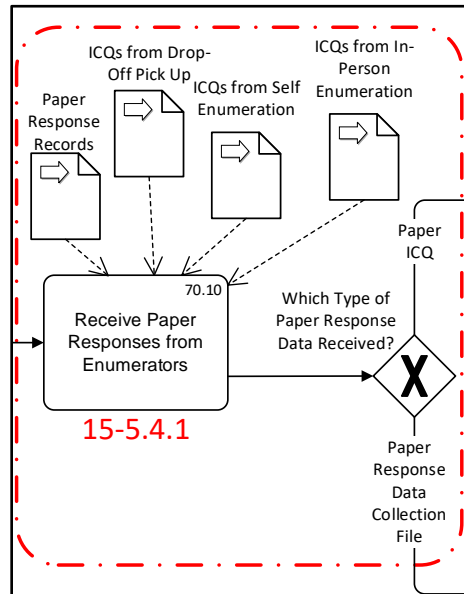 ICQs from Drop-
Off Pick Up
ICQs from In-
Person
Enumeration
ICQs from Self
Enumeration
Paper
Response
Records
70.10
Receive Paper
Responses from
Enumerators
15-5.4.1
Which Type of
Paper Response
Data Received?
Paper
ICQ
X
Paper
Response
Data
Collection
File